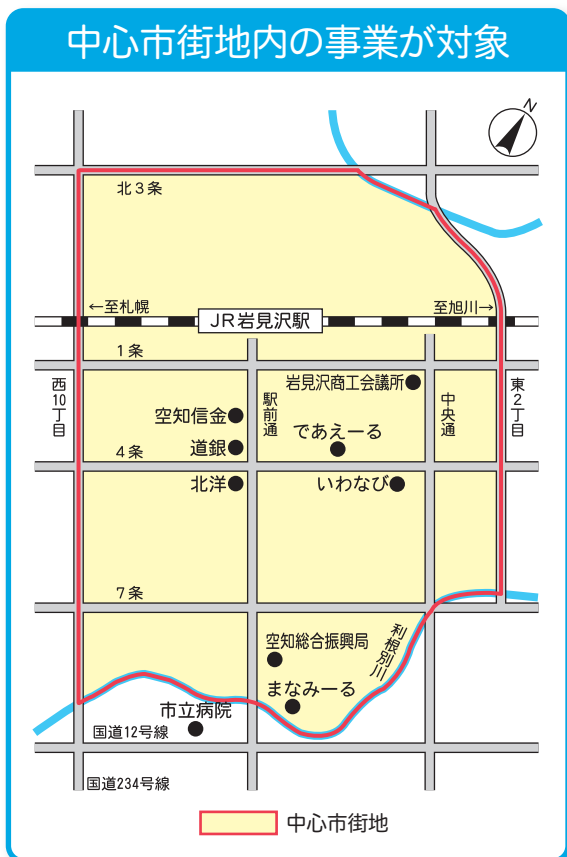 中心市街地内の事業が対象
N
北3条
←至札幌
JR岩見沢駅
至旭川→
1条
西10丁目
駅前通
岩見沢商工会議所
中央通
東2丁目
空知信金
であえーる
道銀
4条
北洋
いわなび
7条
利根別川
空知総合振興局
まなみーる
市立病院
国道12号線
国道234号線
中心市街地